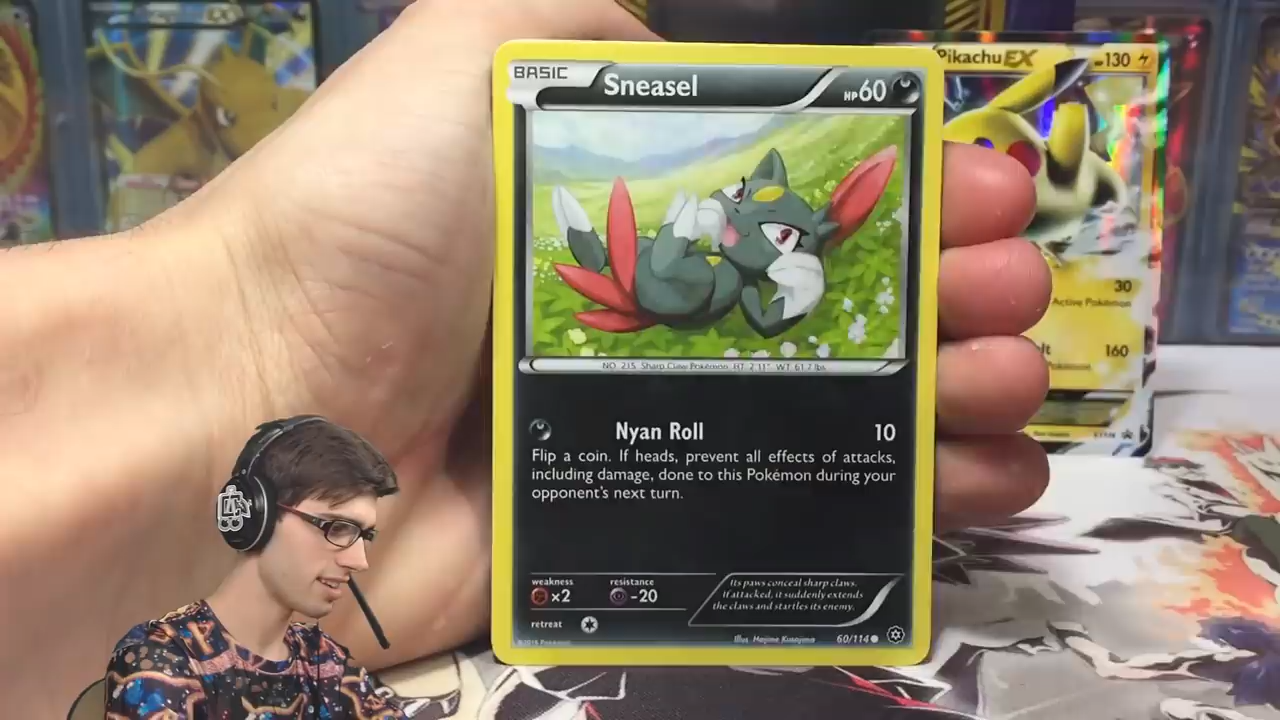 BASIC
Sneasel
HP60
NO. 215 Sharp Claw Pokémon HT: 2'11" WT: 61.7 lbs.
Nyan Roll
10
Flip a coin. If heads, prevent all effects of attacks,
including damage, done to this Pokémon during your
opponent's next turn.
weakness
×2
resistance
-20
retreat
Its paws conceal sharp claws.
If attacked, it suddenly extends
the claws and startles its enemy.
Illus. Hajime Kusajima
60/114
Pikachu EX
130
30
Active Pokémon
160